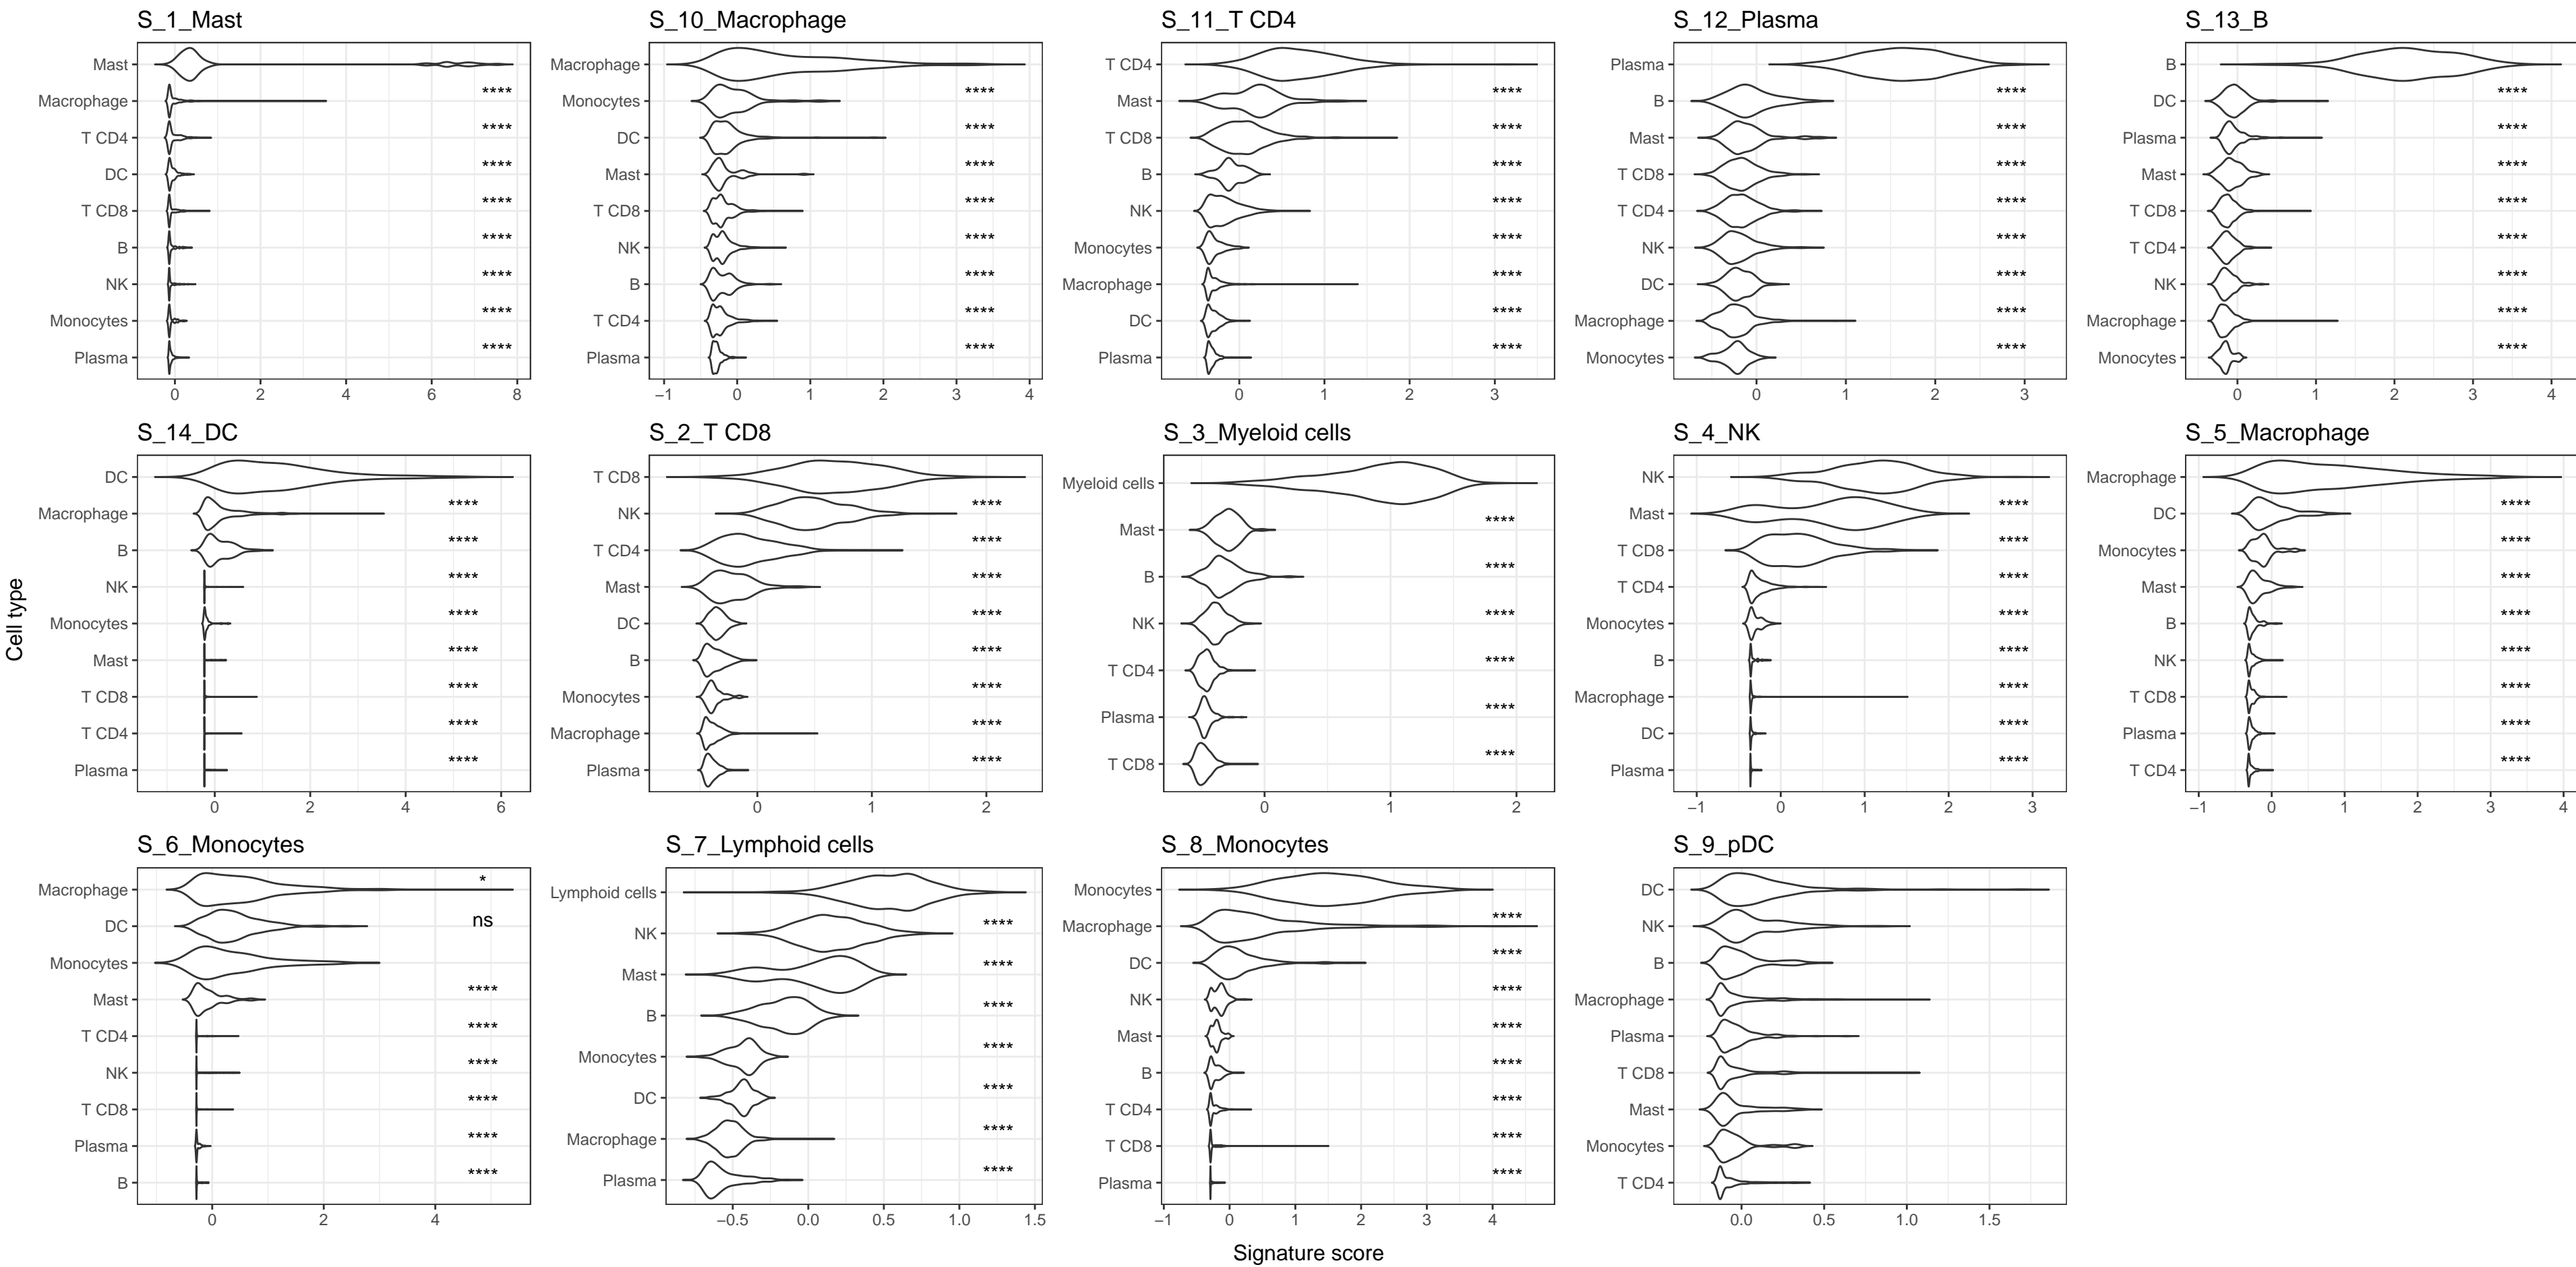 S_1_Mast
Mast
Macrophage ****
T CD4 ****
DC ****
T CD8 ****
B ****
NK ****
Monocytes ****
Plasma ****
0 2 4 6 8
S_10_Macrophage
Macrophage
Monocytes ****
DC ****
Mast ****
T CD8 ****
NK ****
B ****
T CD4 ****
Plasma ****
−1 0 1 2 3 4
S_11_T CD4
T CD4
Mast ****
T CD8 ****
B ****
NK ****
Monocytes ****
Macrophage ****
DC ****
Plasma ****
0 1 2 3
S_12_Plasma
Plasma
B ****
Mast ****
T CD8 ****
T CD4 ****
NK ****
DC ****
Macrophage ****
Monocytes ****
0 1 2 3
S_13_B
B
DC ****
Plasma ****
Mast ****
T CD8 ****
T CD4 ****
NK ****
Macrophage ****
Monocytes ****
0 1 2 3 4
Cell type
S_14_DC
DC
Macrophage ****
B ****
NK ****
Monocytes ****
Mast ****
T CD8 ****
T CD4 ****
Plasma ****
0 2 4 6
S_2_T CD8
T CD8
NK ****
T CD4 ****
Mast ****
DC ****
B ****
Monocytes ****
Macrophage ****
Plasma ****
0 1 2
S_3_Myeloid cells
Myeloid cells
Mast ****
B ****
NK ****
T CD4 ****
Plasma ****
T CD8 ****
0 1 2
S_4_NK
NK
Mast ****
T CD8 ****
T CD4 ****
Monocytes ****
B ****
Macrophage ****
DC ****
Plasma ****
−1 0 1 2 3
S_5_Macrophage
Macrophage
DC ****
Monocytes ****
Mast ****
B ****
NK ****
T CD8 ****
Plasma ****
T CD4 ****
−1 0 1 2 3 4
S_6_Monocytes
Macrophage *
DC ns
Monocytes
Mast ****
T CD4 ****
NK ****
T CD8 ****
Plasma ****
B ****
0 2 4
S_7_Lymphoid cells
Lymphoid cells
NK ****
Mast ****
B ****
Monocytes ****
DC ****
Macrophage ****
Plasma ****
−0.5 0.0 0.5 1.0 1.5
S_8_Monocytes
Monocytes
Macrophage ****
DC ****
NK ****
Mast ****
B ****
T CD4 ****
T CD8 ****
Plasma ****
−1 0 1 2 3 4
S_9_pDC
DC
NK
B
Macrophage
Plasma
T CD8
Mast
Monocytes
T CD4
0.0 0.5 1.0 1.5
Signature score